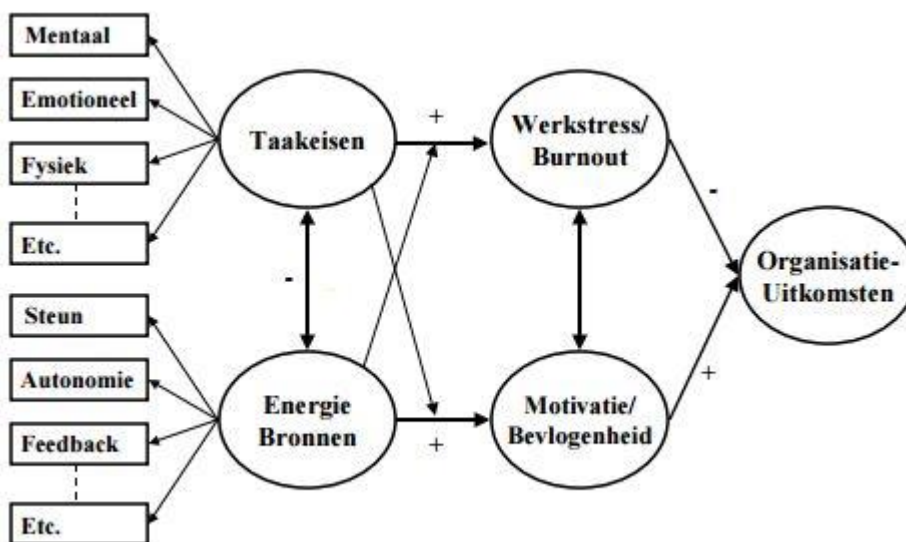 Mentaal
Emotioneel
Fysiek
Etc.
Steun
Autonomie
Feedback
Etc.
Taakeisen
-
Energie
Bronnen
+
+
Werkstress/
Burnout
Motivatie/
Bevlogenheid
-
+
Organisatie-
Uitkomsten